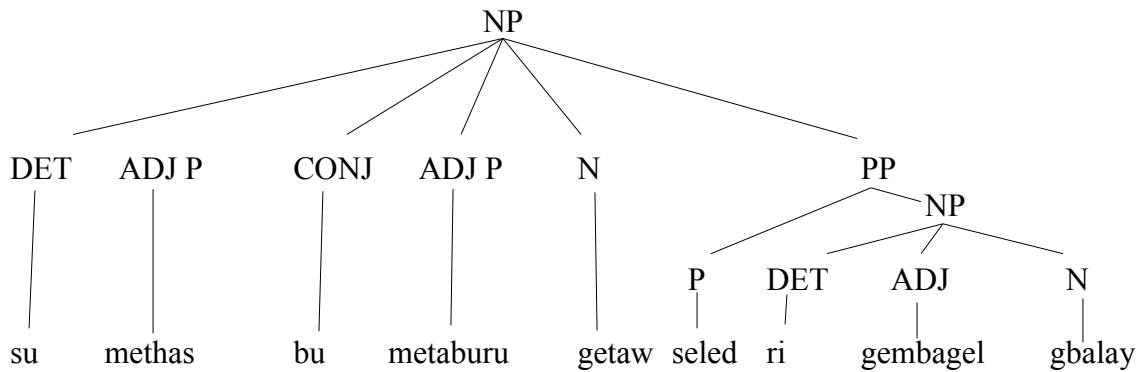 NP
DET ADJ P CONJ ADJ P N PP
NP
P DET ADJ N
su methas bu metaburu getaw seled ri gembagel gbalay